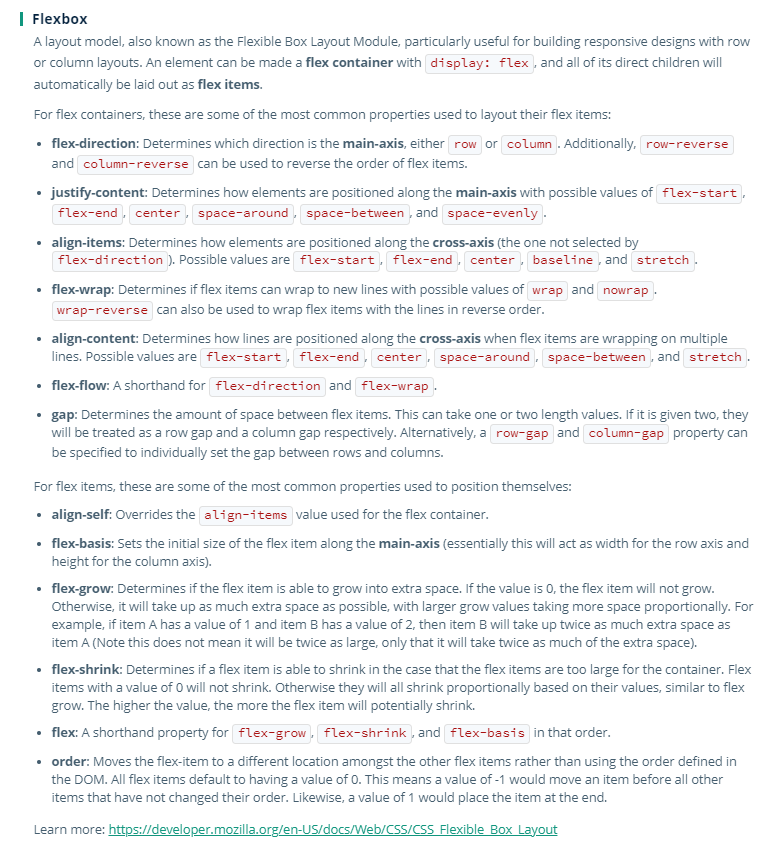 Flexbox
A layout model, also known as the Flexible Box Layout Module, particularly useful for building responsive designs with row
or column layouts. An element can be made a flex container with display: flex, and all of its direct children will
automatically be laid out as flex items.
For flex containers, these are some of the most common properties used to layout their flex items:
• flex-direction: Determines which direction is the main-axis, either row or column. Additionally, row-reverse
and column-reverse can be used to reverse the order of flex items.
• justify-content: Determines how elements are positioned along the main-axis with possible values of flex-start,
flex-end, center, space-around, space-between, and space-evenly.
• align-items: Determines how elements are positioned along the cross-axis (the one not selected by
flex-direction). Possible values are flex-start, flex-end, center, baseline, and stretch.
• flex-wrap: Determines if flex items can wrap to new lines with possible values of wrap and nowrap.
wrap-reverse can also be used to wrap flex items with the lines in reverse order.
• align-content: Determines how lines are positioned along the cross-axis when flex items are wrapping on multiple
lines. Possible values are flex-start, flex-end, center, space-around, space-between, and stretch.
• flex-flow: A shorthand for flex-direction and flex-wrap.
• gap: Determines the amount of space between flex items. This can take one or two length values. If it is given two, they
will be treated as a row gap and a column gap respectively. Alternatively, a row-gap and column-gap property can
be specified to individually set the gap between rows and columns.
For flex items, these are some of the most common properties used to position themselves:
• align-self: Overrides the align-items value used for the flex container.
• flex-basis: Sets the initial size of the flex item along the main-axis (essentially this will act as width for the row axis and
height for the column axis).
• flex-grow: Determines if the flex item is able to grow into extra space. If the value is 0, the flex item will not grow.
Otherwise, it will take up as much extra space as possible, with larger grow values taking more space proportionally. For
example, if item A has a value of 1 and item B has a value of 2, then item B will take up twice as much extra space as
item A (Note this does not mean it will be twice as large, only that it will take twice as much of the extra space).
• flex-shrink: Determines if a flex item is able to shrink in the case that the flex items are too large for the container. Flex
items with a value of 0 will not shrink. Otherwise they will all shrink proportionally based on their values, similar to flex
grow. The higher the value, the more the flex item will potentially shrink.
• flex: A shorthand property for flex-grow, flex-shrink, and flex-basis in that order.
• order: Moves the flex-item to a different location amongst the other flex items rather than using the order defined in
the DOM. All flex items default to having a value of 0. This means a value of -1 would move an item before all other
items that have not changed their order. Likewise, a value of 1 would place the item at the end.
Learn more: https://developer.mozilla.org/en-US/docs/Web/CSS/CSS_Flexible_Box_Layout